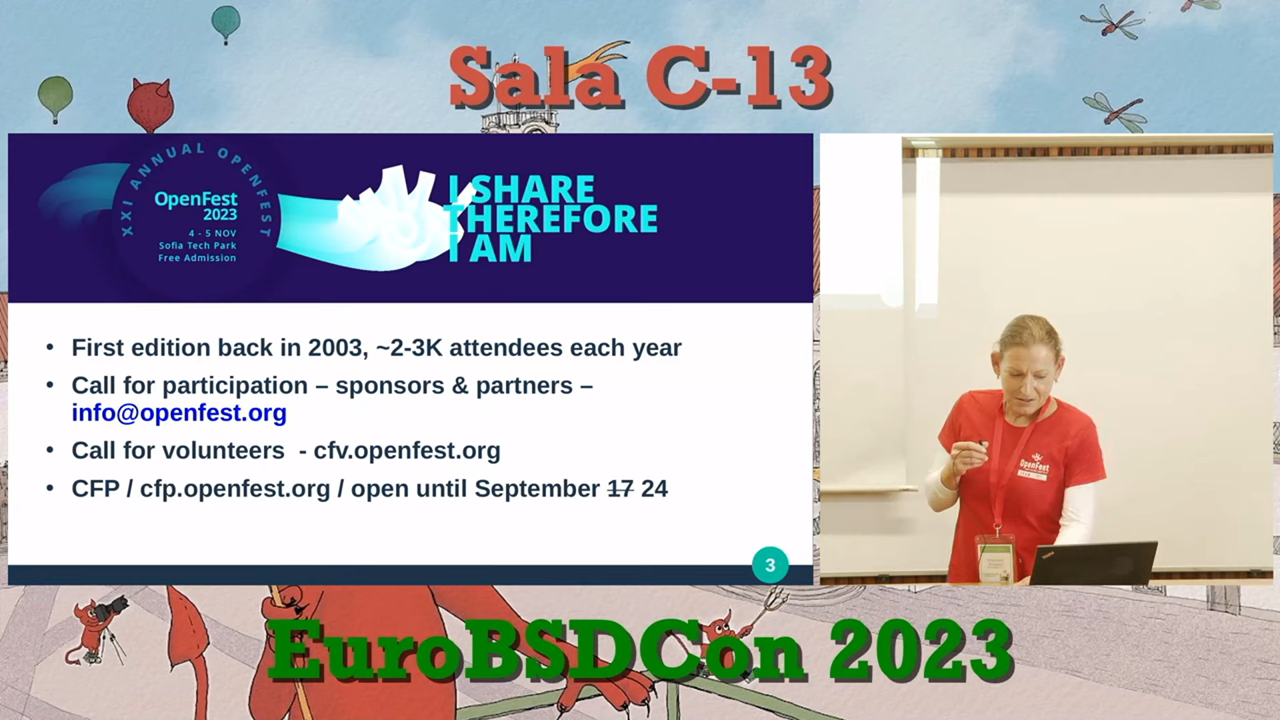 Sala C-13
XXI ANNUAL OPENFEST
OpenFest
2023
4 - 5 NOV
Sofia Tech Park
Free Admission
I SHARE
THEREFORE
I AM
• First edition back in 2003, ~2-3K attendees each year
• Call for participation – sponsors & partners –
info@openfest.org
• Call for volunteers - cfv.openfest.org
• CFP / cfp.openfest.org / open until September 17 24
3
OpenFest
EuroBSDCon 2023